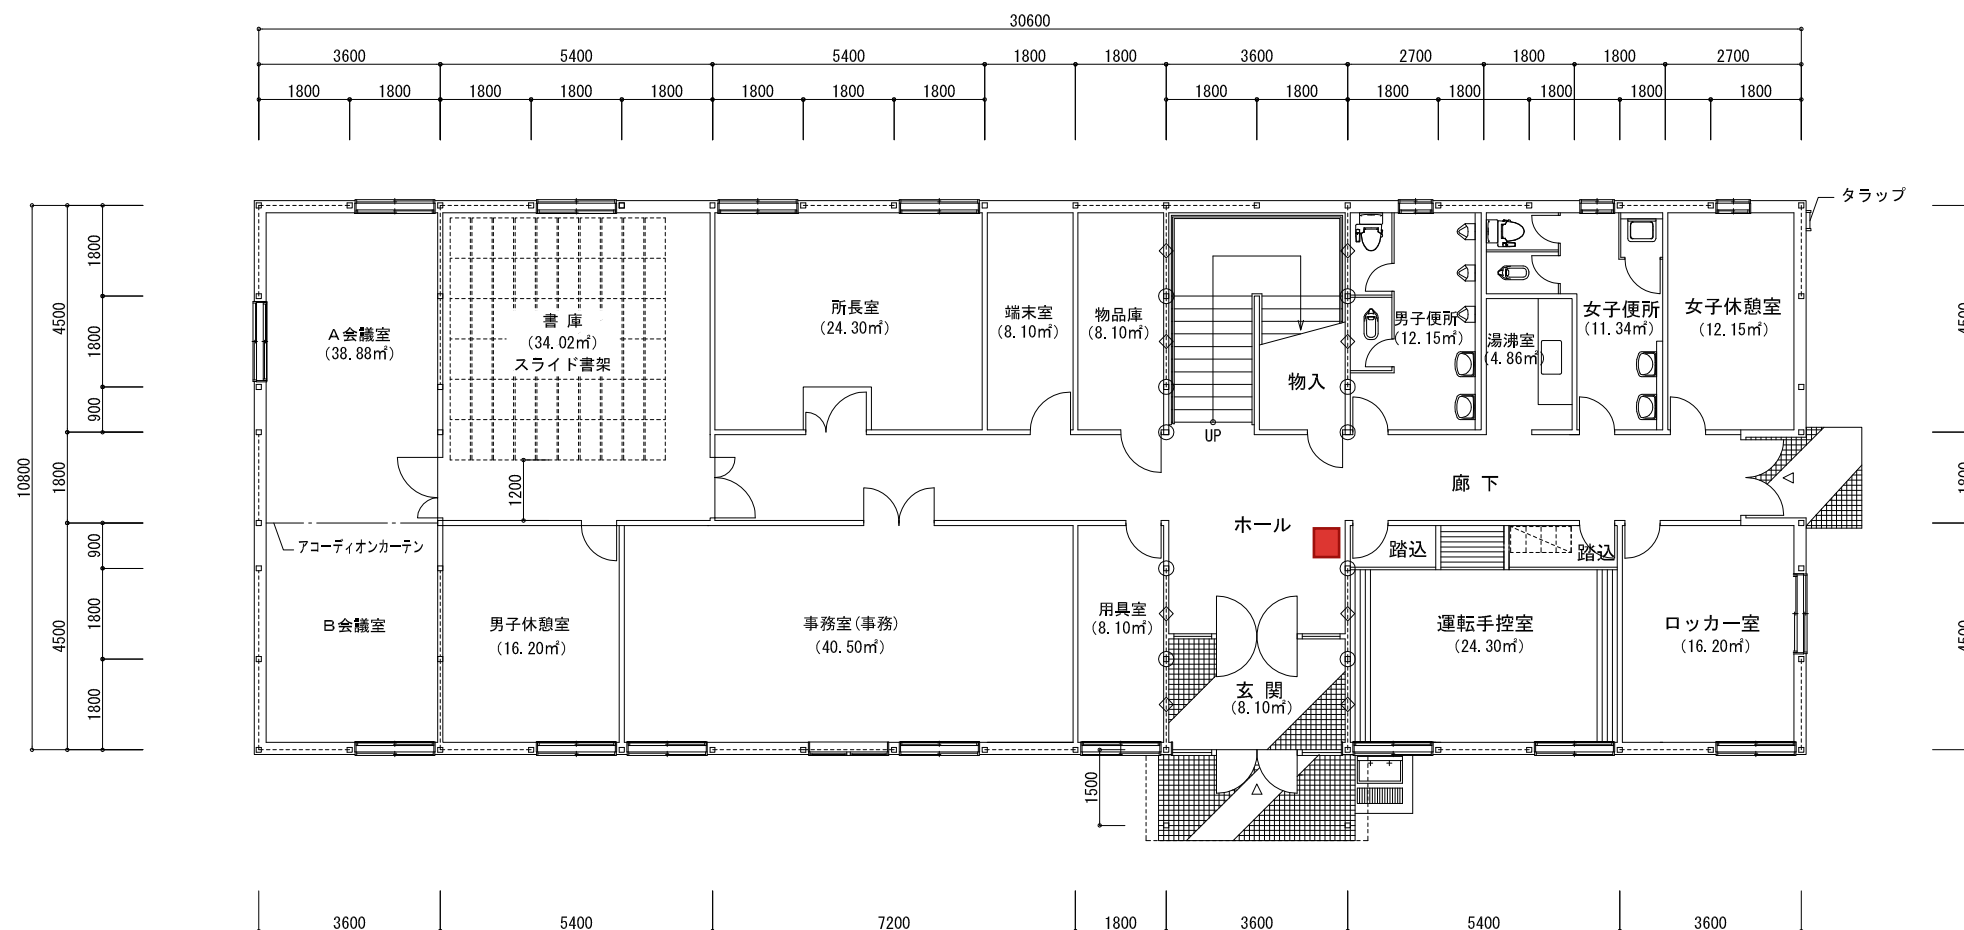 30600
3600 5400 5400 1800 1800 3600 2700 1800 1800 2700
1800 1800 1800 1800 1800 1800 1800 1800 1800 1800 1800 1800 1800 1800 1800
タラップ
10800
4500 1800 4500
1800 1800 900 900 1800 1800
4500 1800 4500
A会議室
(38.88㎡)
書 庫
(34.02㎡)
スライド書架
所長室
(24.30㎡)
端末室
(8.10㎡)
物品庫
(8.10㎡)
物入
UP
男子便所
(12.15㎡)
湯沸室
(4.86㎡)
女子便所
(11.34㎡)
女子休憩室
(12.15㎡)
1200
廊 下
ホール
アコーディオンカーテン
踏込
踏込
B会議室
男子休憩室
(16.20㎡)
事務室(事務)
(40.50㎡)
用具室
(8.10㎡)
玄 関
(8.10㎡)
運転手控室
(24.30㎡)
ロッカー室
(16.20㎡)
1500
3600 5400 7200 1800 3600 5400 3600